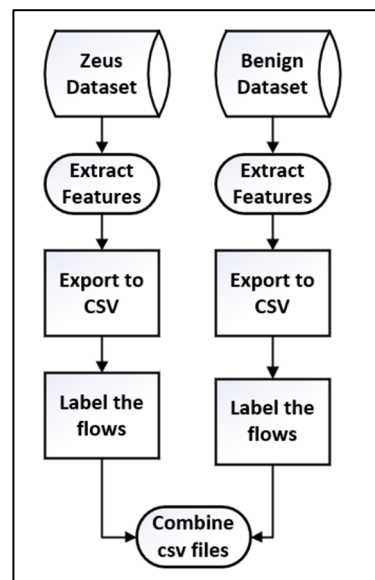 Zeus
Dataset
Benign
Dataset
Extract
Features
Extract
Features
Export to
CSV
Export to
CSV
Label the
flows
Label the
flows
Combine
csv files